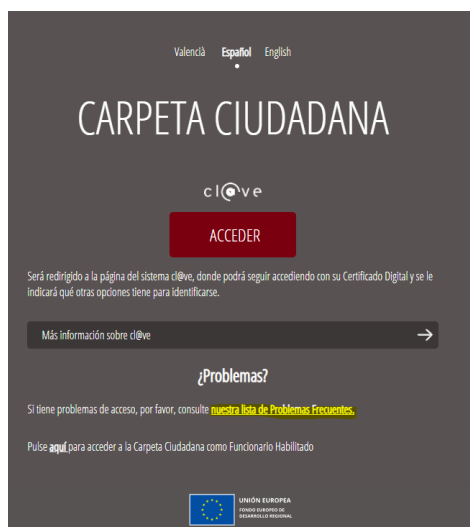 Valencià Español English
CARPETA CIUDADANA
cl@ve
ACCEDER
Será redirigido a la página del sistema cl@ve, donde podrá seguir accediendo con su Certificado Digital y se le
indicará qué otras opciones tiene para identificarse.
Más información sobre cl@ve →
¿Problemas?
Si tiene problemas de acceso, por favor, consulte nuestra lista de Problemas Frecuentes.
Pulse aquí para acceder a la Carpeta Ciudadana como Funcionario Habilitado
UNIÓN EUROPEA
FONDO EUROPEO DE
DESARROLLO REGIONAL